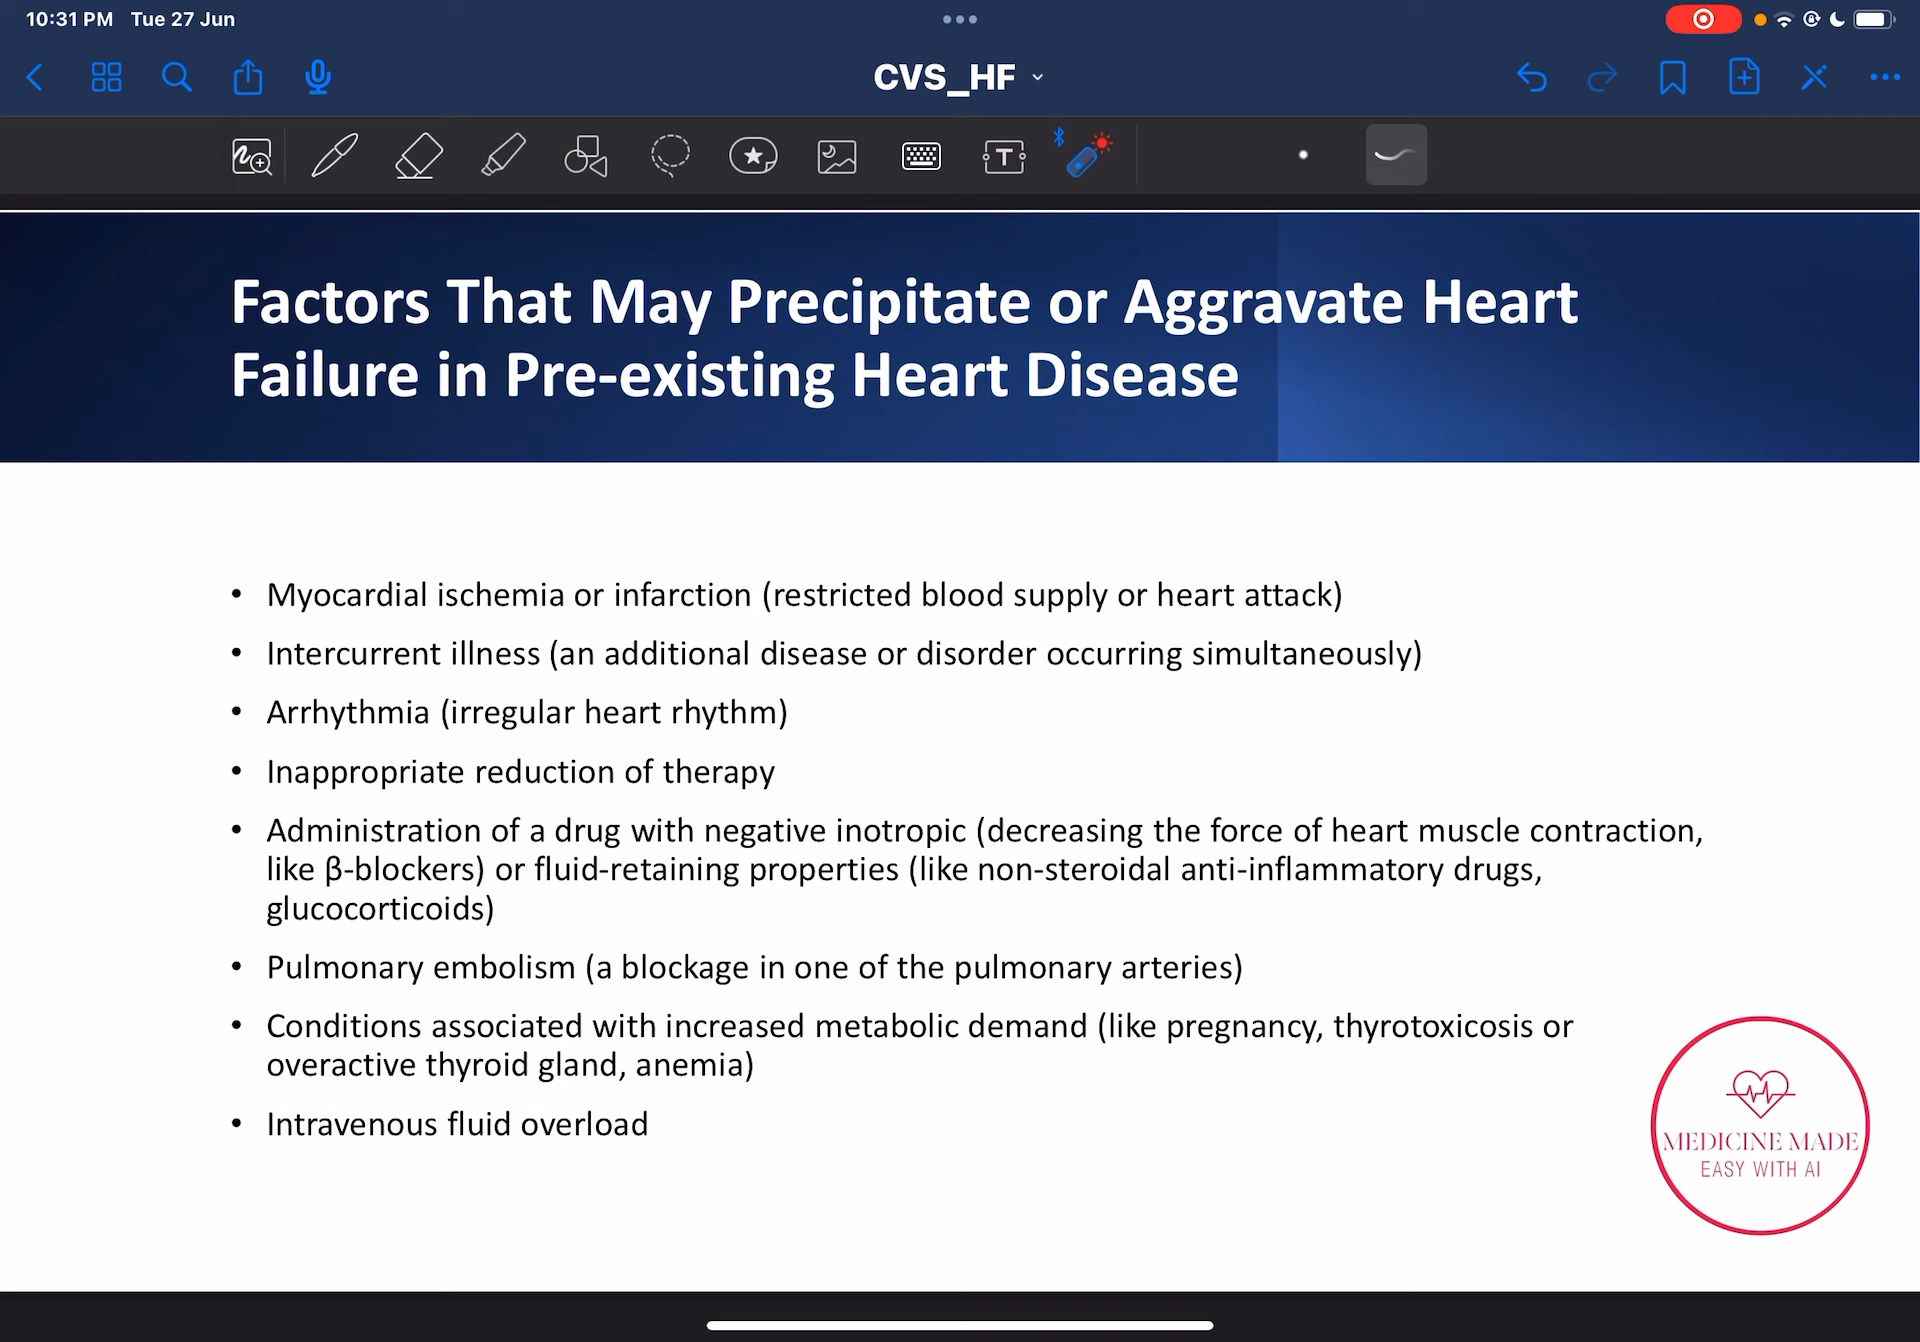 10:31 PM Tue 27 Jun
CVS_HF
T
Factors That May Precipitate or Aggravate Heart
Failure in Pre-existing Heart Disease
• Myocardial ischemia or infarction (restricted blood supply or heart attack)
• Intercurrent illness (an additional disease or disorder occurring simultaneously)
• Arrhythmia (irregular heart rhythm)
• Inappropriate reduction of therapy
• Administration of a drug with negative inotropic (decreasing the force of heart muscle contraction,
like β-blockers) or fluid-retaining properties (like non-steroidal anti-inflammatory drugs,
glucocorticoids)
• Pulmonary embolism (a blockage in one of the pulmonary arteries)
• Conditions associated with increased metabolic demand (like pregnancy, thyrotoxicosis or
overactive thyroid gland, anemia)
• Intravenous fluid overload
MEDICINE MADE
EASY WITH AI